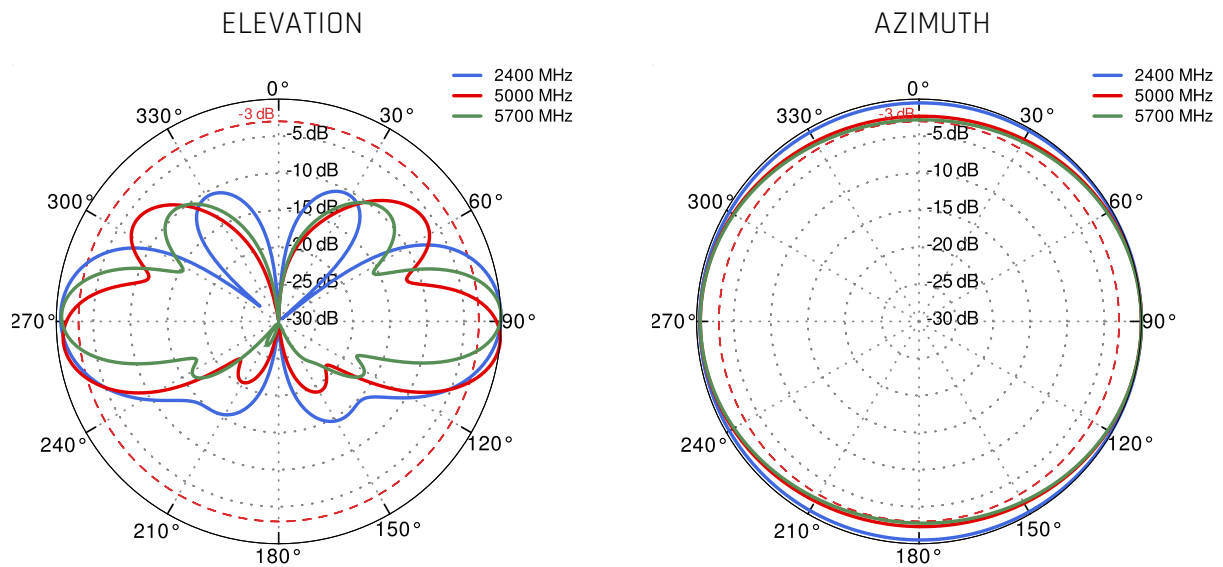 ELEVATION
2400 MHz
5000 MHz
5700 MHz
0°
330°
30°
-3 dB
-5 dB
-10 dB
300°
60°
-15 dB
-20 dB
-25 dB
270°
-30 dB
90°
240°
120°
210°
150°
180°
AZIMUTH
2400 MHz
5000 MHz
5700 MHz
0°
330°
30°
-3 dB
-5 dB
-10 dB
300°
60°
-15 dB
-20 dB
-25 dB
270°
-30 dB
90°
240°
120°
210°
150°
180°